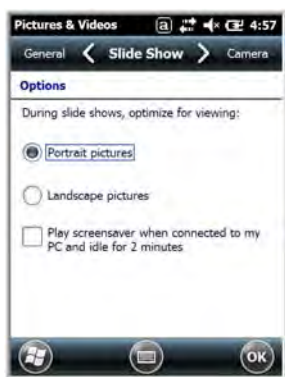 Pictures & Videos a 4:57
General Slide Show Camera
Options
During slide shows, optimize for viewing:
Portrait pictures
Landscape pictures
Play screensaver when connected to my
PC and idle for 2 minutes
OK